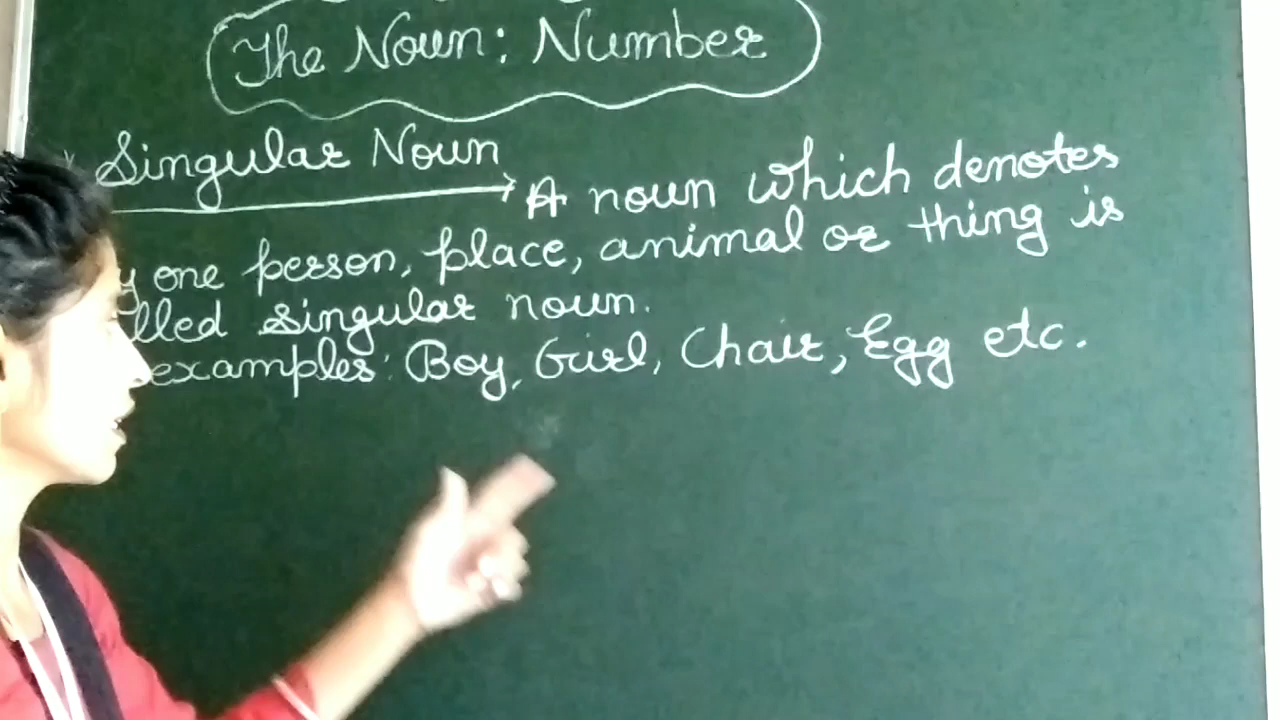 The Noun: Number
Singular Noun
A noun which denotes
one person, place, animal or thing is
singular noun.
examples: Boy, Girl, Chair, Egg etc.